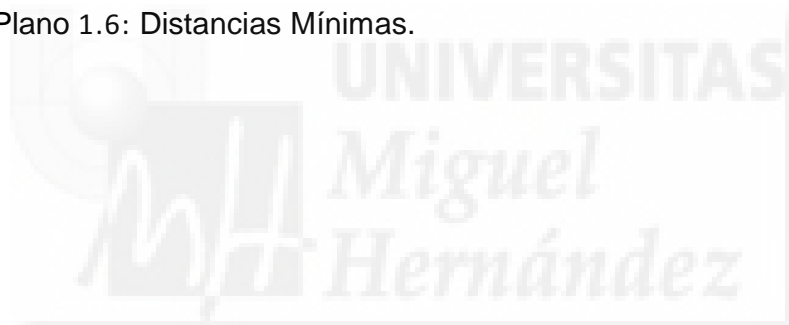 Plano 1.6: Distancias Mínimas.
UNIVERSITAS
Miguel
Hernández